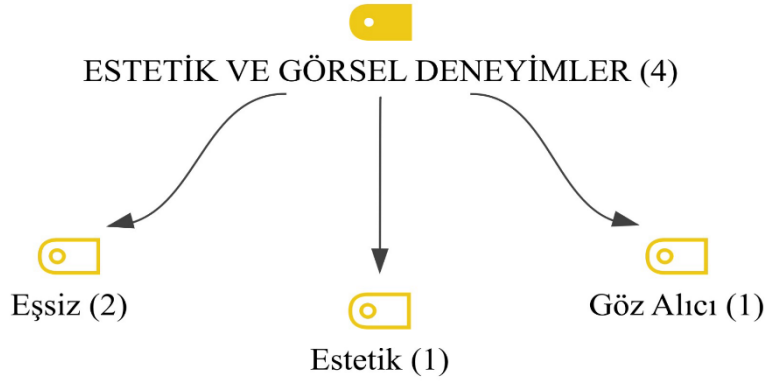 ESTETİK VE GÖRSEL DENEYİMLER (4)
Eşsiz (2)
Göz Alıcı (1)
Estetik (1)